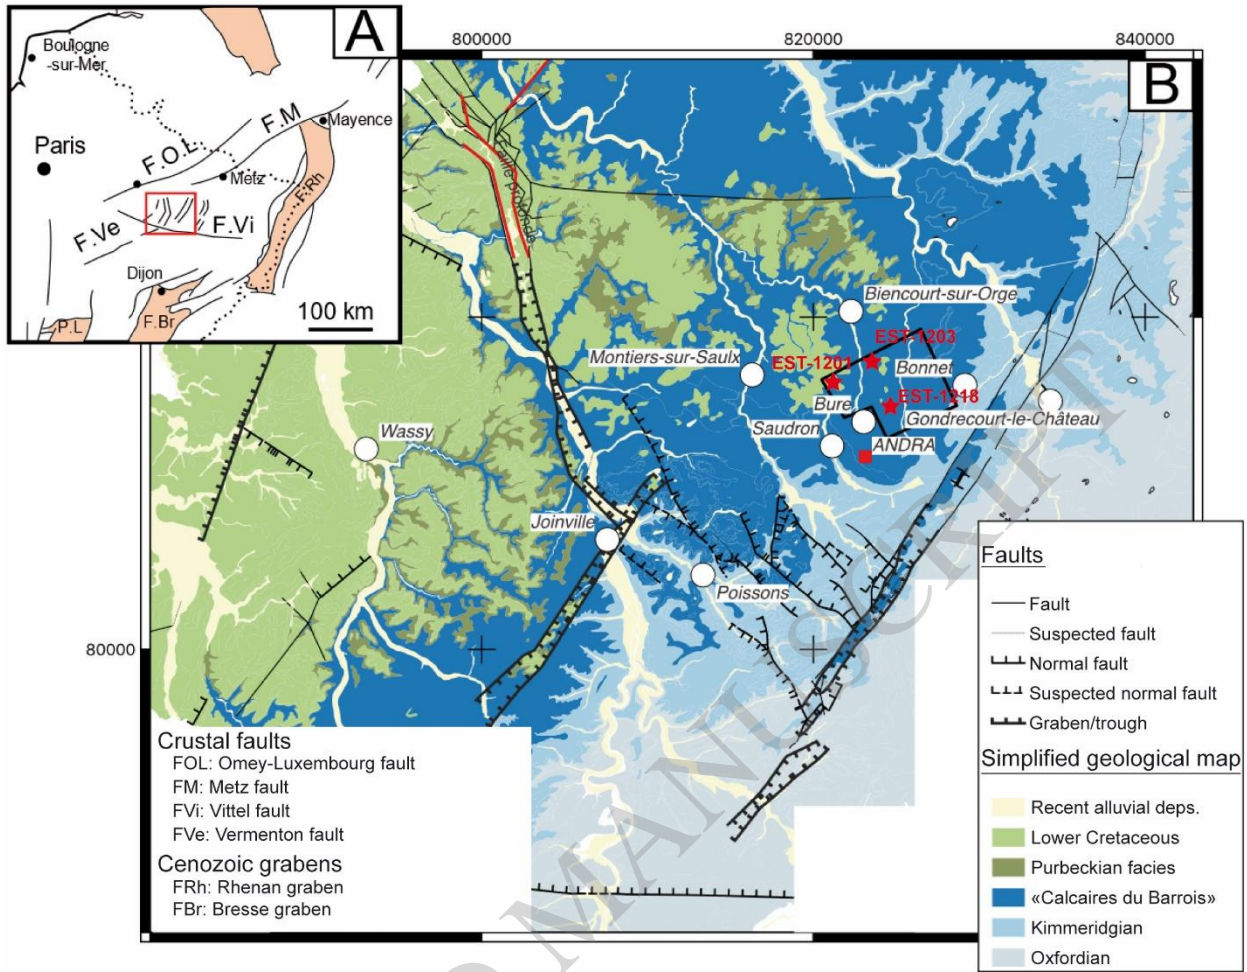 A
Boulogne
-sur-Mer
Paris
F.O.L
F.M
Mayence
Metz
F.Rh
F.Ve
F.Vi
Dijon
P.L
F.Br
100 km
800000
820000
840000
B
Faille profonde
Biencourt-sur-Orge
EST-1203
Montiers-sur-Saulx
EST-1201
Bonnet
EST-1218
Bure
Gondrecourt-le-Château
Saudron
ANDRA
Wassy
Joinville
Poissons
80000
Crustal faults
FOL: Omey-Luxembourg fault
FM: Metz fault
FVi: Vittel fault
FVe: Vermenton fault
Cenozoic grabens
FRh: Rhenan graben
FBr: Bresse graben
Faults
Fault
Suspected fault
Normal fault
Suspected normal fault
Graben/trough
Simplified geological map
Recent alluvial deps.
Lower Cretaceous
Purbeckian facies
«Calcaires du Barrois»
Kimmeridgian
Oxfordian
D MANUSCRIPT